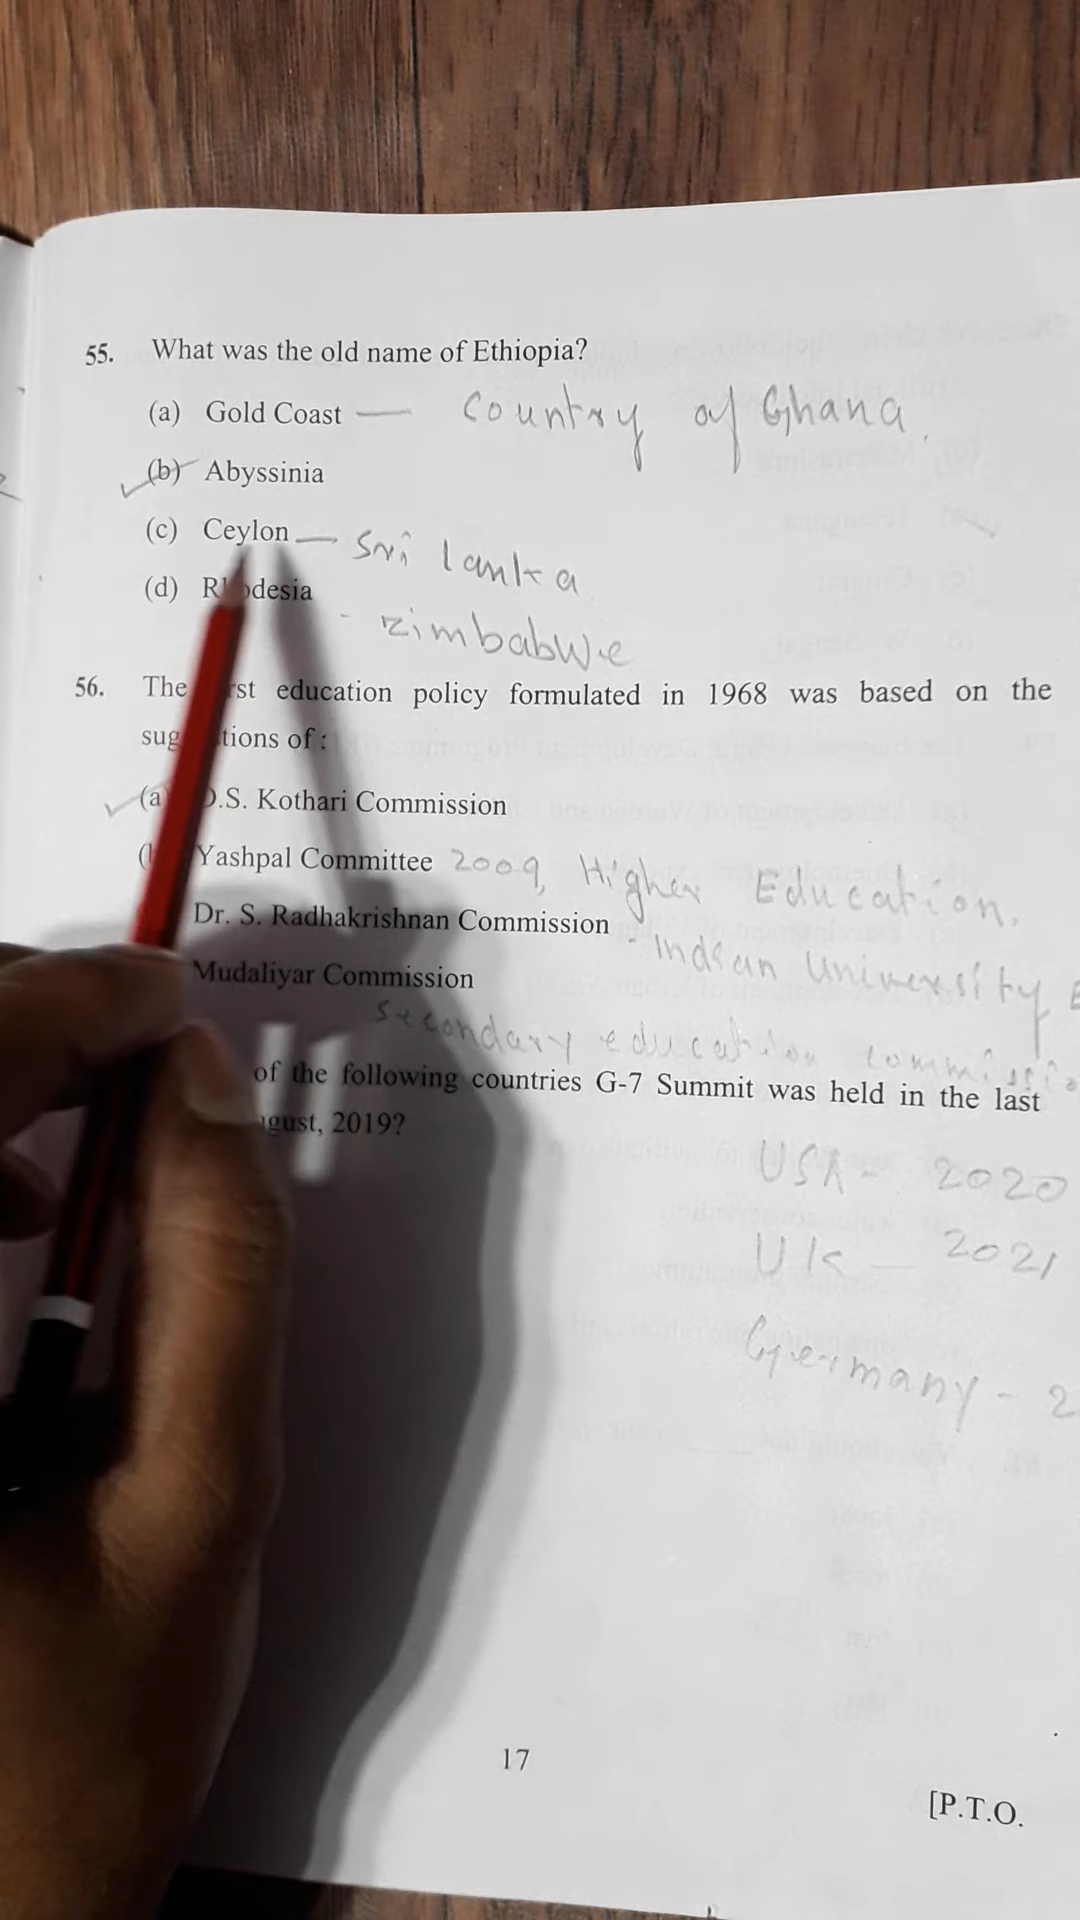 55. What was the old name of Ethiopia?
(a) Gold Coast — country of Ghana.
(b) Abyssinia
(c) Ceylon — Sri lanka
(d) Rhodesia
- zimbabwe
56. The first education policy formulated in 1968 was based on the
suggestions of :
(a) D.S. Kothari Commission
Yashpal Committee 2009, Higher Education.
Dr. S. Radhakrishnan Commission
- Indian University E
Mudaliyar Commission
secondary education commissio
of the following countries G-7 Summit was held in the last
gust, 2019?
USA - 2020
UK — 2021
Germany - 2
17
[P.T.O.